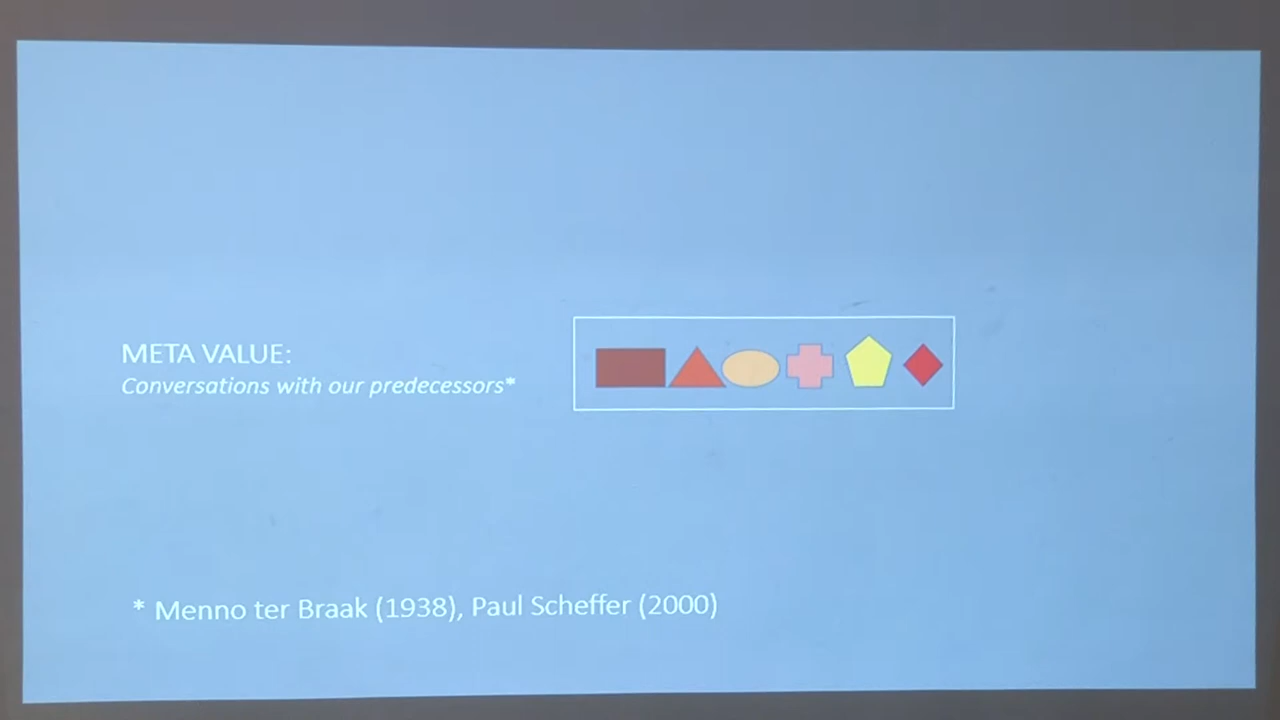 META VALUE:
Conversations with our predecessors*
* Menno ter Braak (1938), Paul Scheffer (2000)